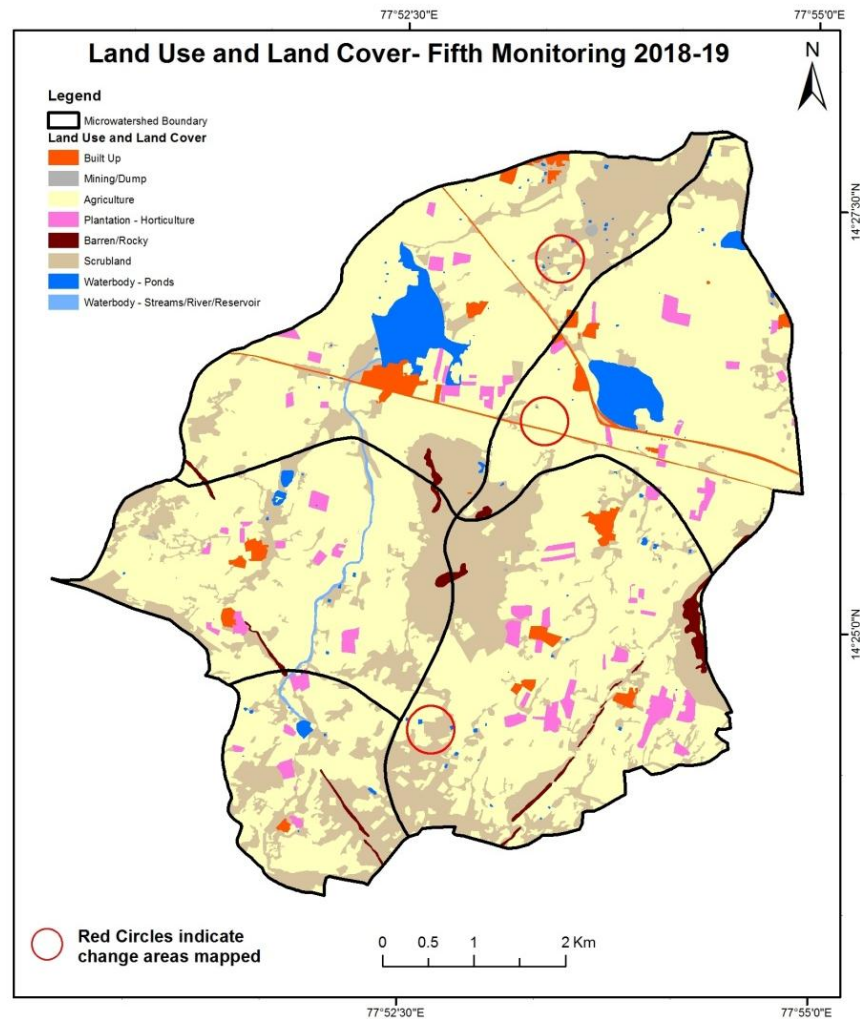 77°52'30"E
77°55'0"E
Land Use and Land Cover- Fifth Monitoring 2018-19
N
Legend
Microwatershed Boundary
Land Use and Land Cover
Built Up
Mining/Dump
Agriculture
Plantation - Horticulture
Barren/Rocky
Scrubland
Waterbody - Ponds
Waterbody - Streams/River/Reservoir
14°27'30"N
14°25'0"N
Red Circles indicate
change areas mapped
0 0.5 1 2 Km
77°52'30"E
77°55'0"E